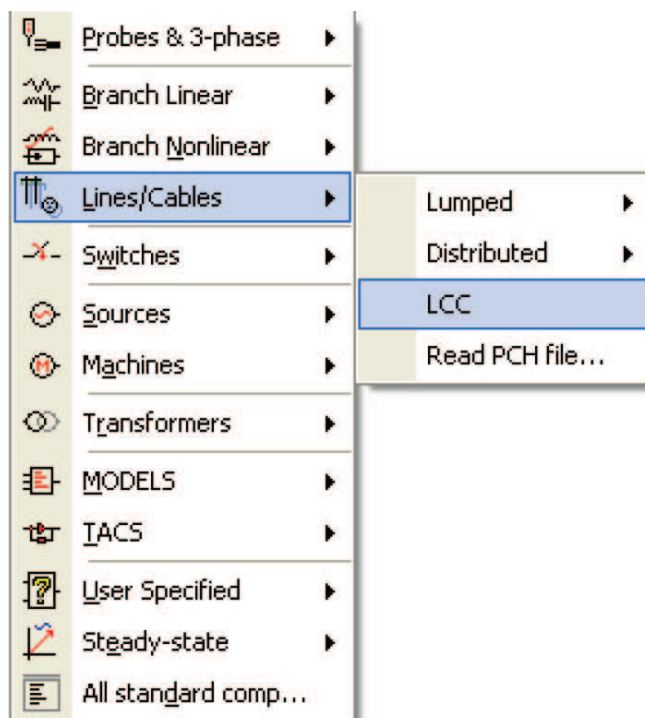 Probes & 3-phase
Branch Linear
Branch Nonlinear
Lines/Cables
Switches
Sources
Machines
Transformers
MODELS
TACS
User Specified
Steady-state
All standard comp...
Lumped
Distributed
LCC
Read PCH file...